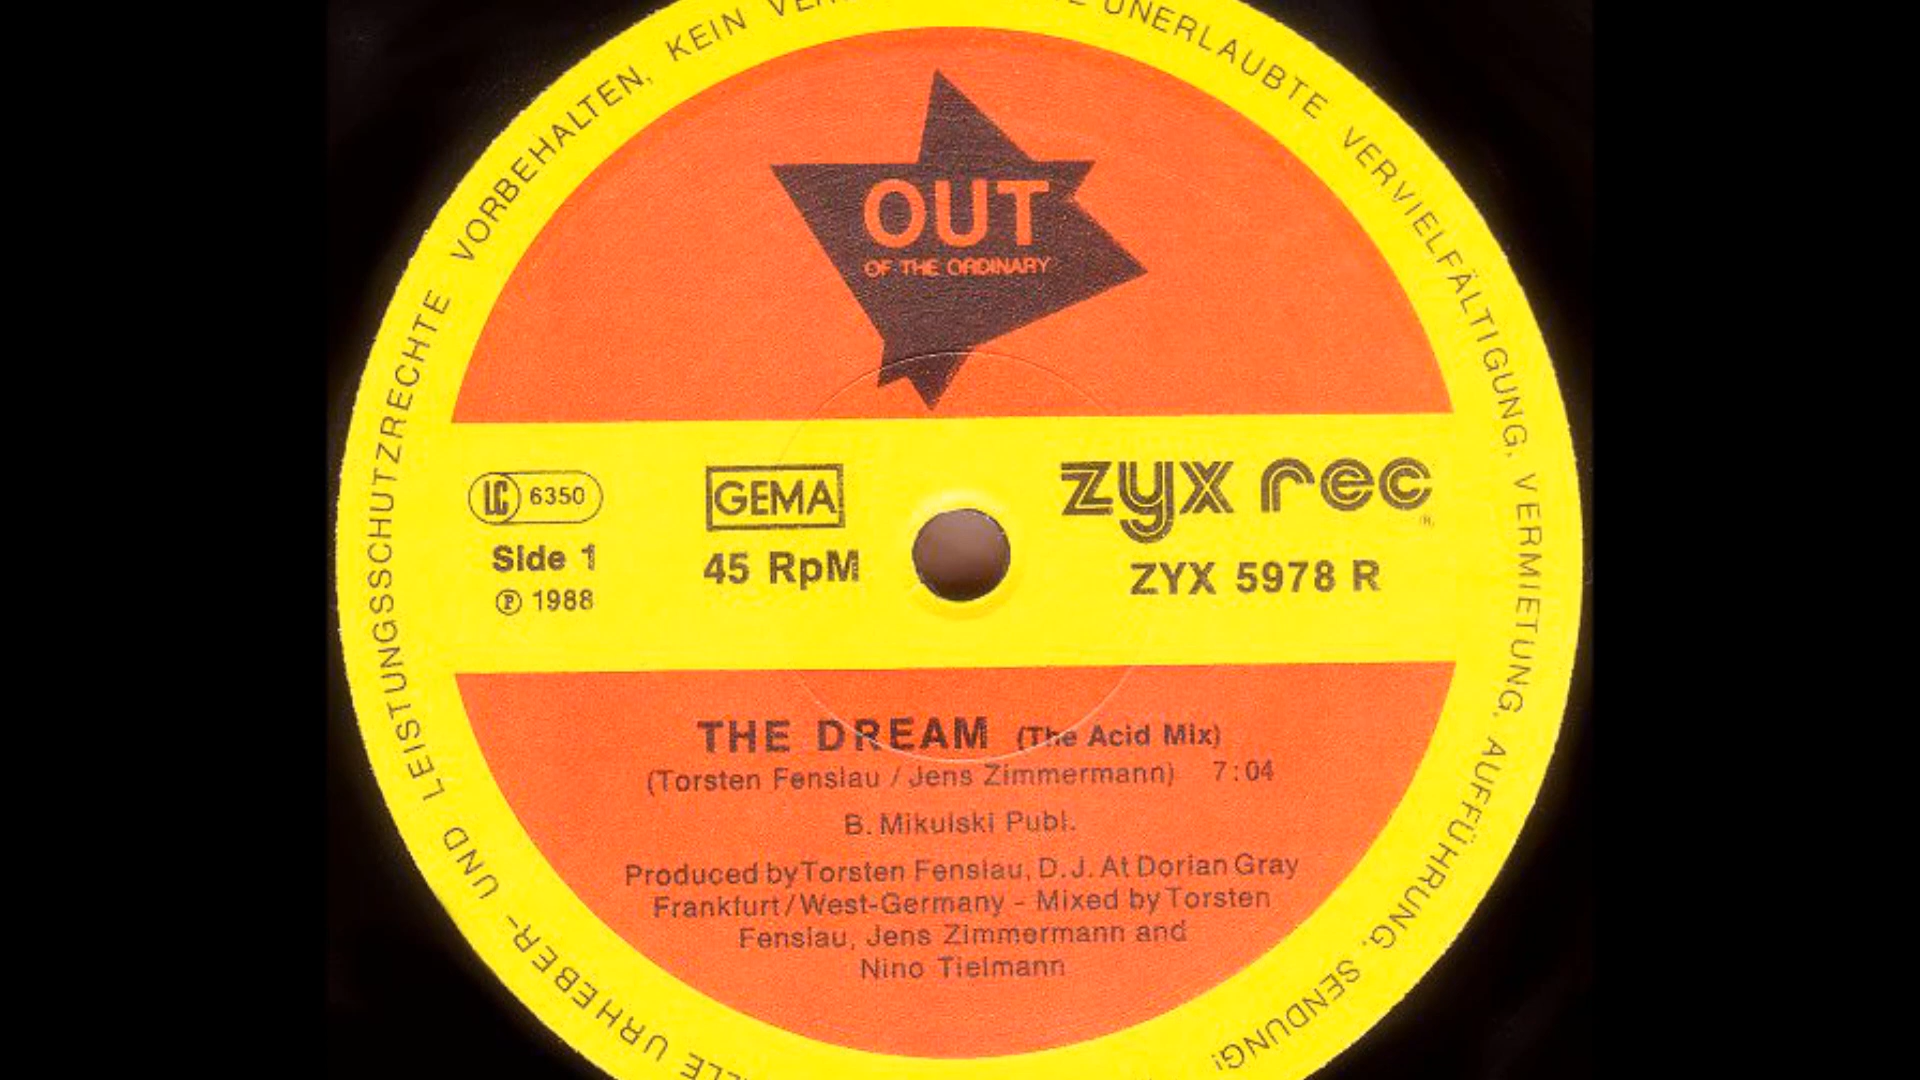 OUT
OF THE ORDINARY
LC 6350
GEMA
zyx rec
®
Side 1
45 RpM
ZYX 5978 R
℗ 1988
THE DREAM (The Acid Mix)
(Torsten Fenslau / Jens Zimmermann) 7:04
B. Mikulski Publ.
Produced by Torsten Fenslau, D.J. At Dorian Gray
Frankfurt/West-Germany - Mixed by Torsten
Fenslau, Jens Zimmermann and
Nino Tielmann
URHEBER- UND LEISTUNGSSCHUTZRECHTE VORBEHALTEN, KEIN
UNERLAUBTE VERVIELFÄLTIGUNG, VERMIETUNG, AUFFÜHRUNG, SENDUNG!